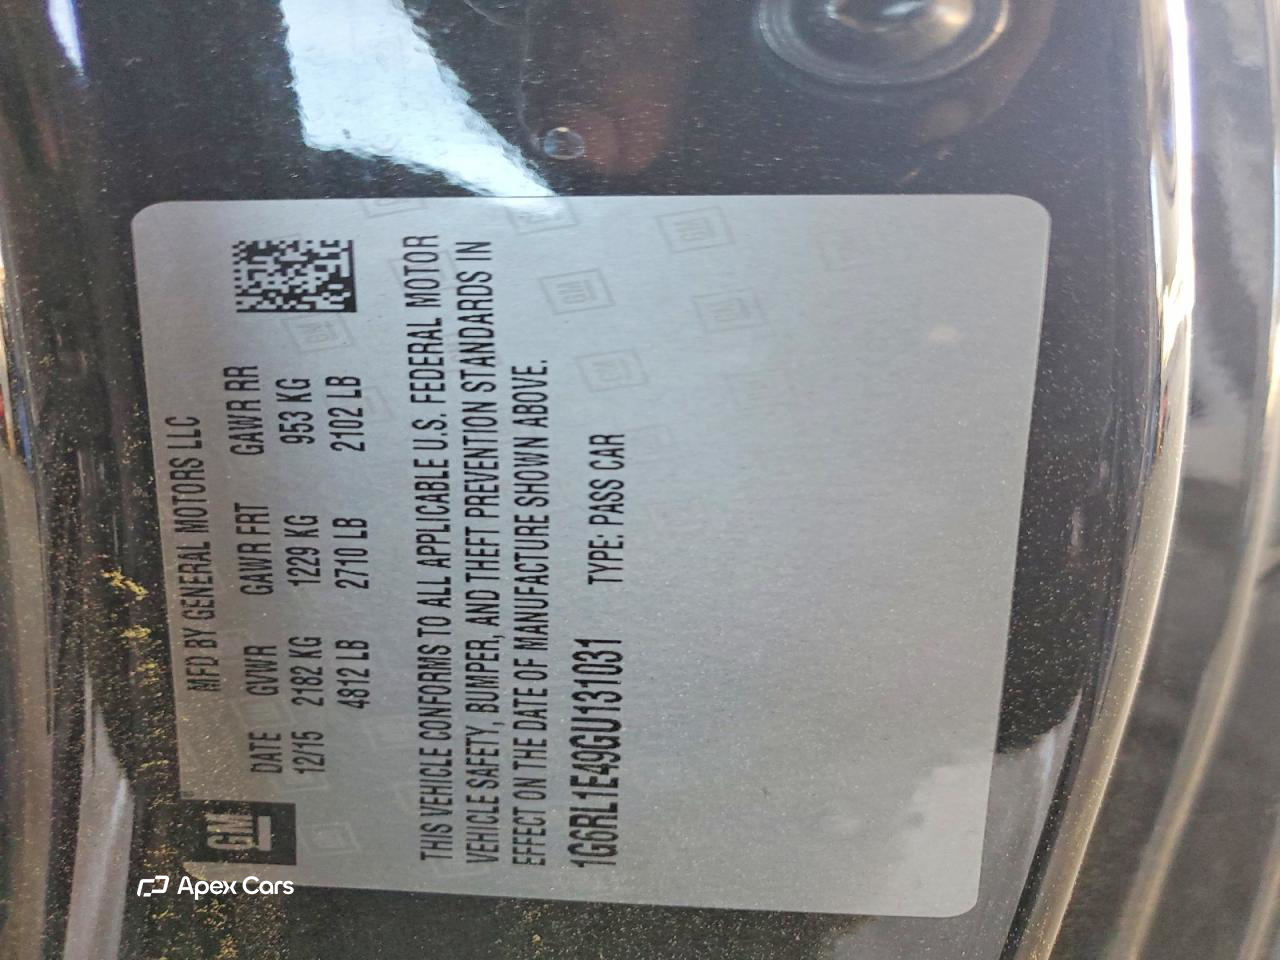 GM
MFD BY GENERAL MOTORS LLC
DATE GVWR GAWR FRT GAWR RR
12/15 2182 KG 1229 KG 953 KG
4812 LB 2710 LB 2102 LB
THIS VEHICLE CONFORMS TO ALL APPLICABLE U.S. FEDERAL MOTOR
VEHICLE SAFETY, BUMPER, AND THEFT PREVENTION STANDARDS IN
EFFECT ON THE DATE OF MANUFACTURE SHOWN ABOVE.
1G6RL1E49GU131031 TYPE: PASS CAR
Apex Cars